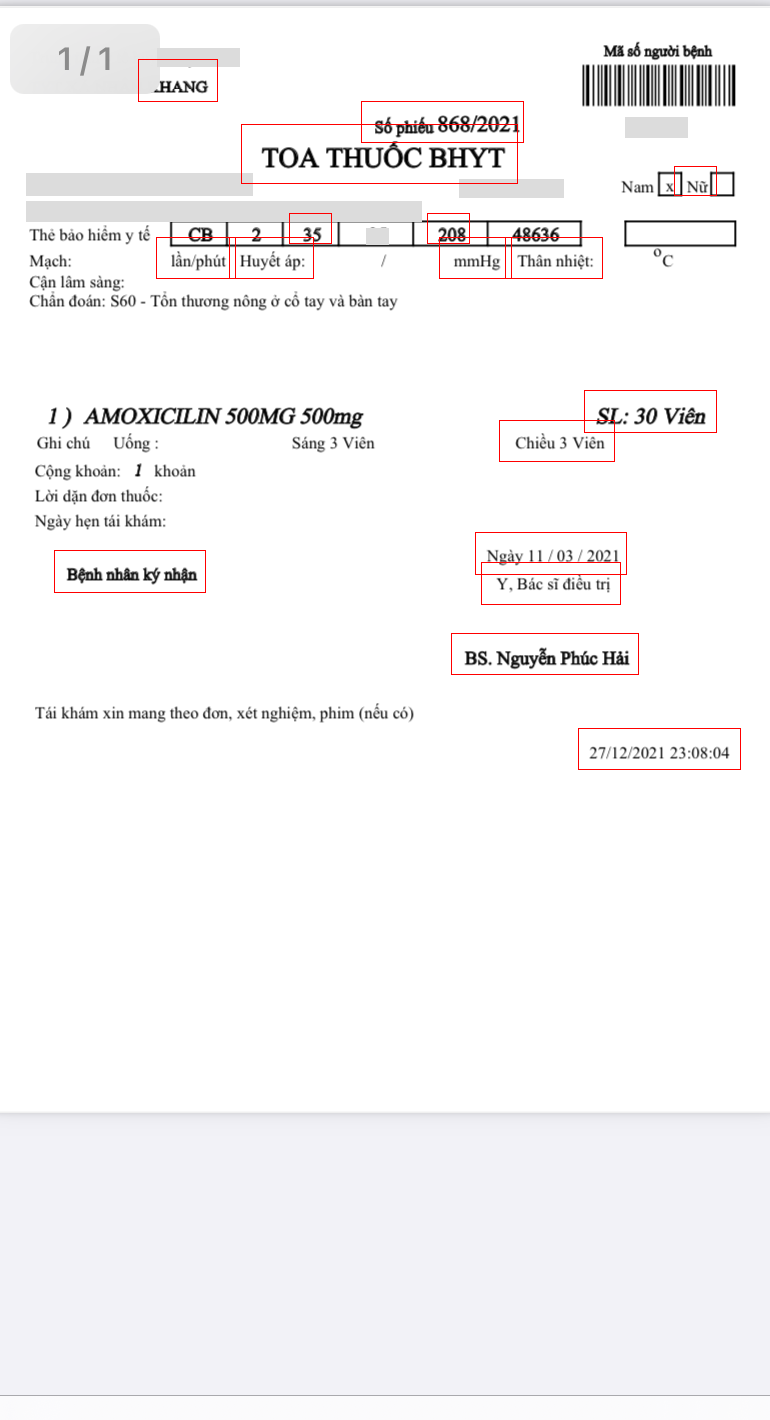 1/1
Mã số người bệnh
KHANG
Số phiếu 868/2021
TOA THUỐC BHYT
Nam x Nữ
Thẻ bảo hiểm y tế CB 2 35 208 48636
Mạch: lần/phút Huyết áp: / mmHg Thân nhiệt: °C
Cận lâm sàng:
Chẩn đoán: S60 - Tổn thương nông ở cổ tay và bàn tay
1 ) AMOXICILIN 500MG 500mg SL: 30 Viên
Ghi chú Uống : Sáng 3 Viên Chiều 3 Viên
Cộng khoản: 1 khoản
Lời dặn đơn thuốc:
Ngày hẹn tái khám:
Ngày 11 / 03 / 2021
Bệnh nhân ký nhận Y, Bác sĩ điều trị
BS. Nguyễn Phúc Hải
Tái khám xin mang theo đơn, xét nghiệm, phim (nếu có)
27/12/2021 23:08:04